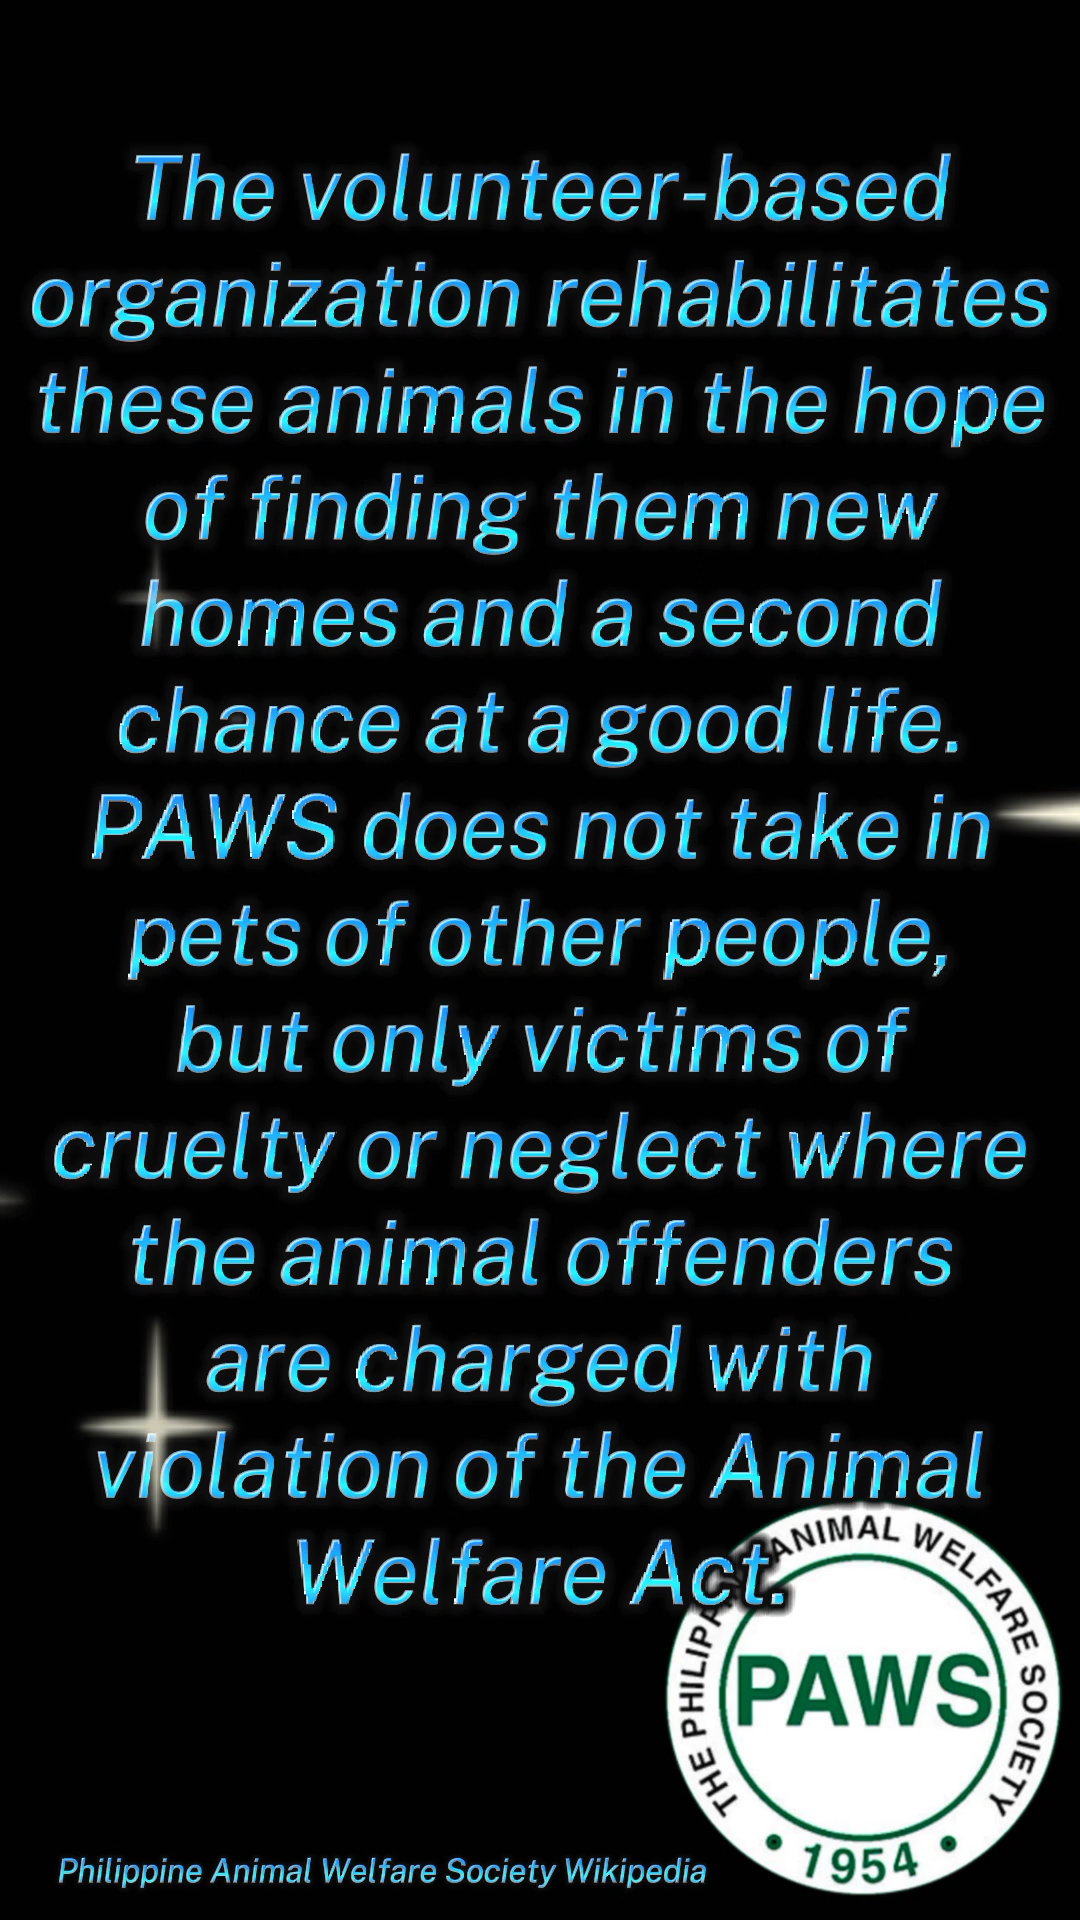 The volunteer-based
organization rehabilitates
these animals in the hope
of finding them new
homes and a second
chance at a good life.
PAWS does not take in
pets of other people,
but only victims of
cruelty or neglect where
the animal offenders
are charged with
violation of the Animal
Welfare Act.
THE ANIMAL WELFARE SOCIETY
PAWS
• 1954 •
Philippine Animal Welfare Society Wikipedia